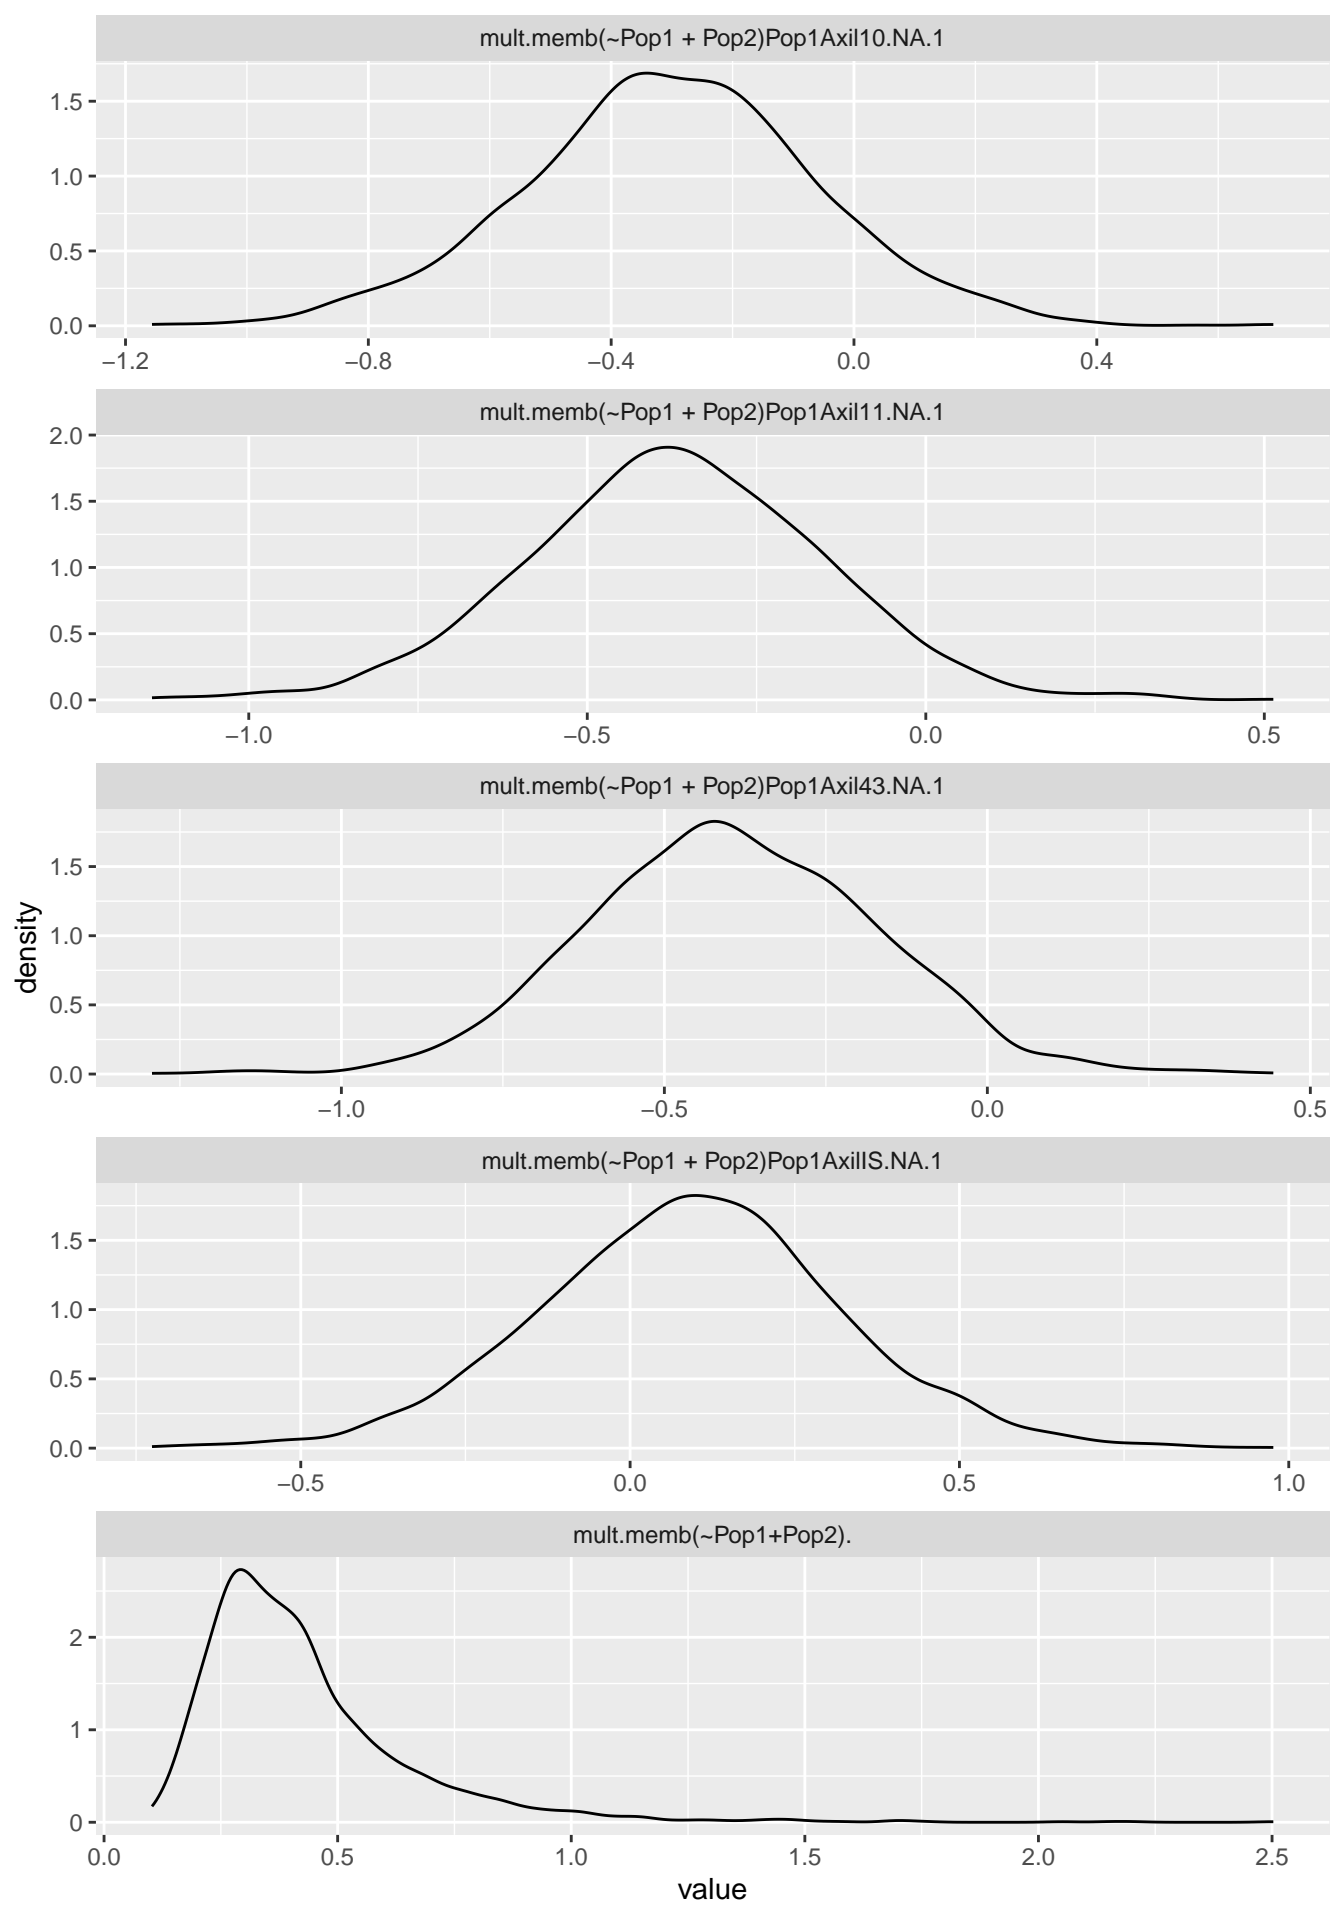 mult.memb(~Pop1 + Pop2)Pop1Axil10.NA.1
1.5
1.0
0.5
0.0
−1.2 −0.8 −0.4 0.0 0.4
mult.memb(~Pop1 + Pop2)Pop1Axil11.NA.1
2.0
1.5
1.0
0.5
0.0
−1.0 −0.5 0.0 0.5
mult.memb(~Pop1 + Pop2)Pop1Axil43.NA.1
1.5
1.0
0.5
0.0
−1.0 −0.5 0.0 0.5
density
mult.memb(~Pop1 + Pop2)Pop1AxilIS.NA.1
1.5
1.0
0.5
0.0
−0.5 0.0 0.5 1.0
mult.memb(~Pop1+Pop2).
2
1
0
0.0 0.5 1.0 1.5 2.0 2.5
value